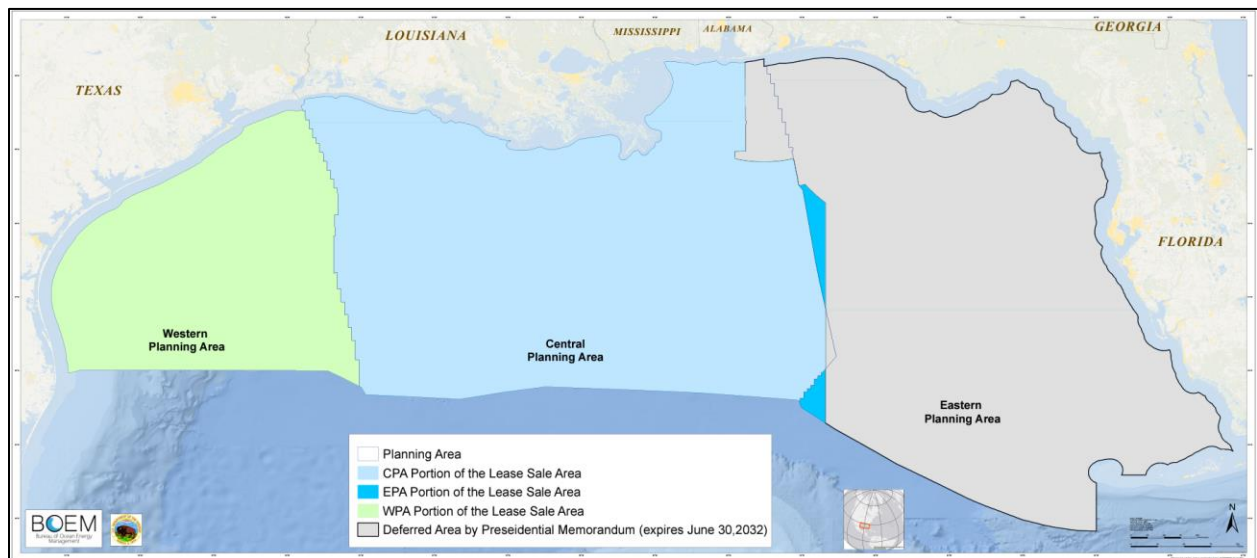 LOUISIANA
MISSISSIPPI
ALABAMA
GEORGIA
TEXAS
FLORIDA
Western
Planning Area
Central
Planning Area
Eastern
Planning Area
Planning Area
CPA Portion of the Lease Sale Area
EPA Portion of the Lease Sale Area
WPA Portion of the Lease Sale Area
Deferred Area by Preseidential Memorandum (expires June 30,2032)
BOEM
Bureau of Ocean Energy
Management
N